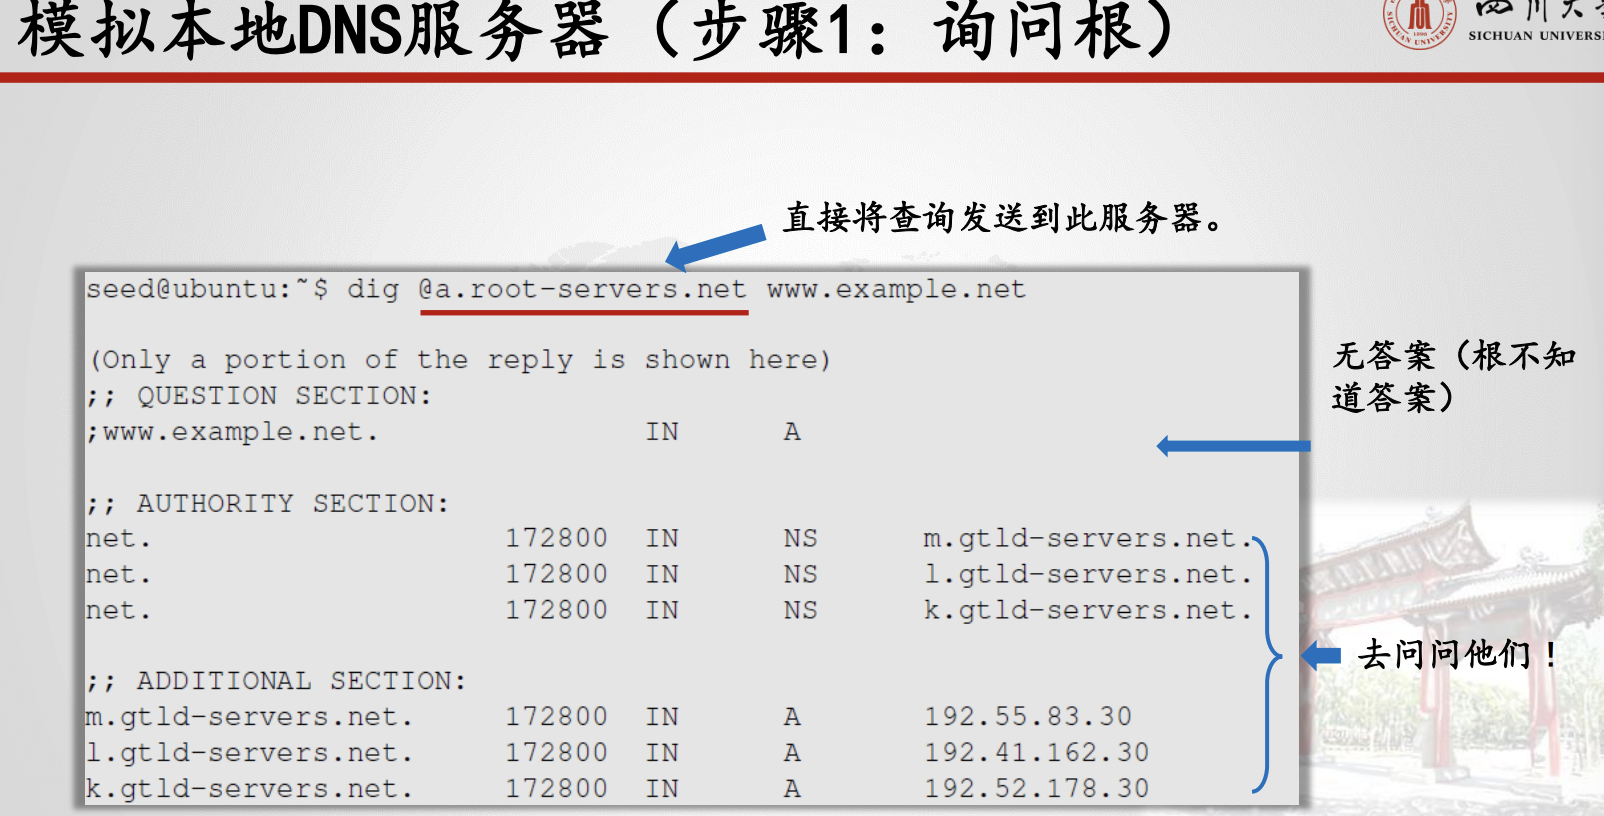 模拟本地DNS服务器（步骤1：询问根）
SICHUAN UNIVERS
直接将查询发送到此服务器。
seed@ubuntu:~$ dig @a.root-servers.net www.example.net
(Only a portion of the reply is shown here)
;; QUESTION SECTION:
;www.example.net. IN A
无答案（根不知
道答案）
;; AUTHORITY SECTION:
net. 172800 IN NS m.gtld-servers.net.
net. 172800 IN NS l.gtld-servers.net.
net. 172800 IN NS k.gtld-servers.net.
去问问他们！
;; ADDITIONAL SECTION:
m.gtld-servers.net. 172800 IN A 192.55.83.30
l.gtld-servers.net. 172800 IN A 192.41.162.30
k.gtld-servers.net. 172800 IN A 192.52.178.30